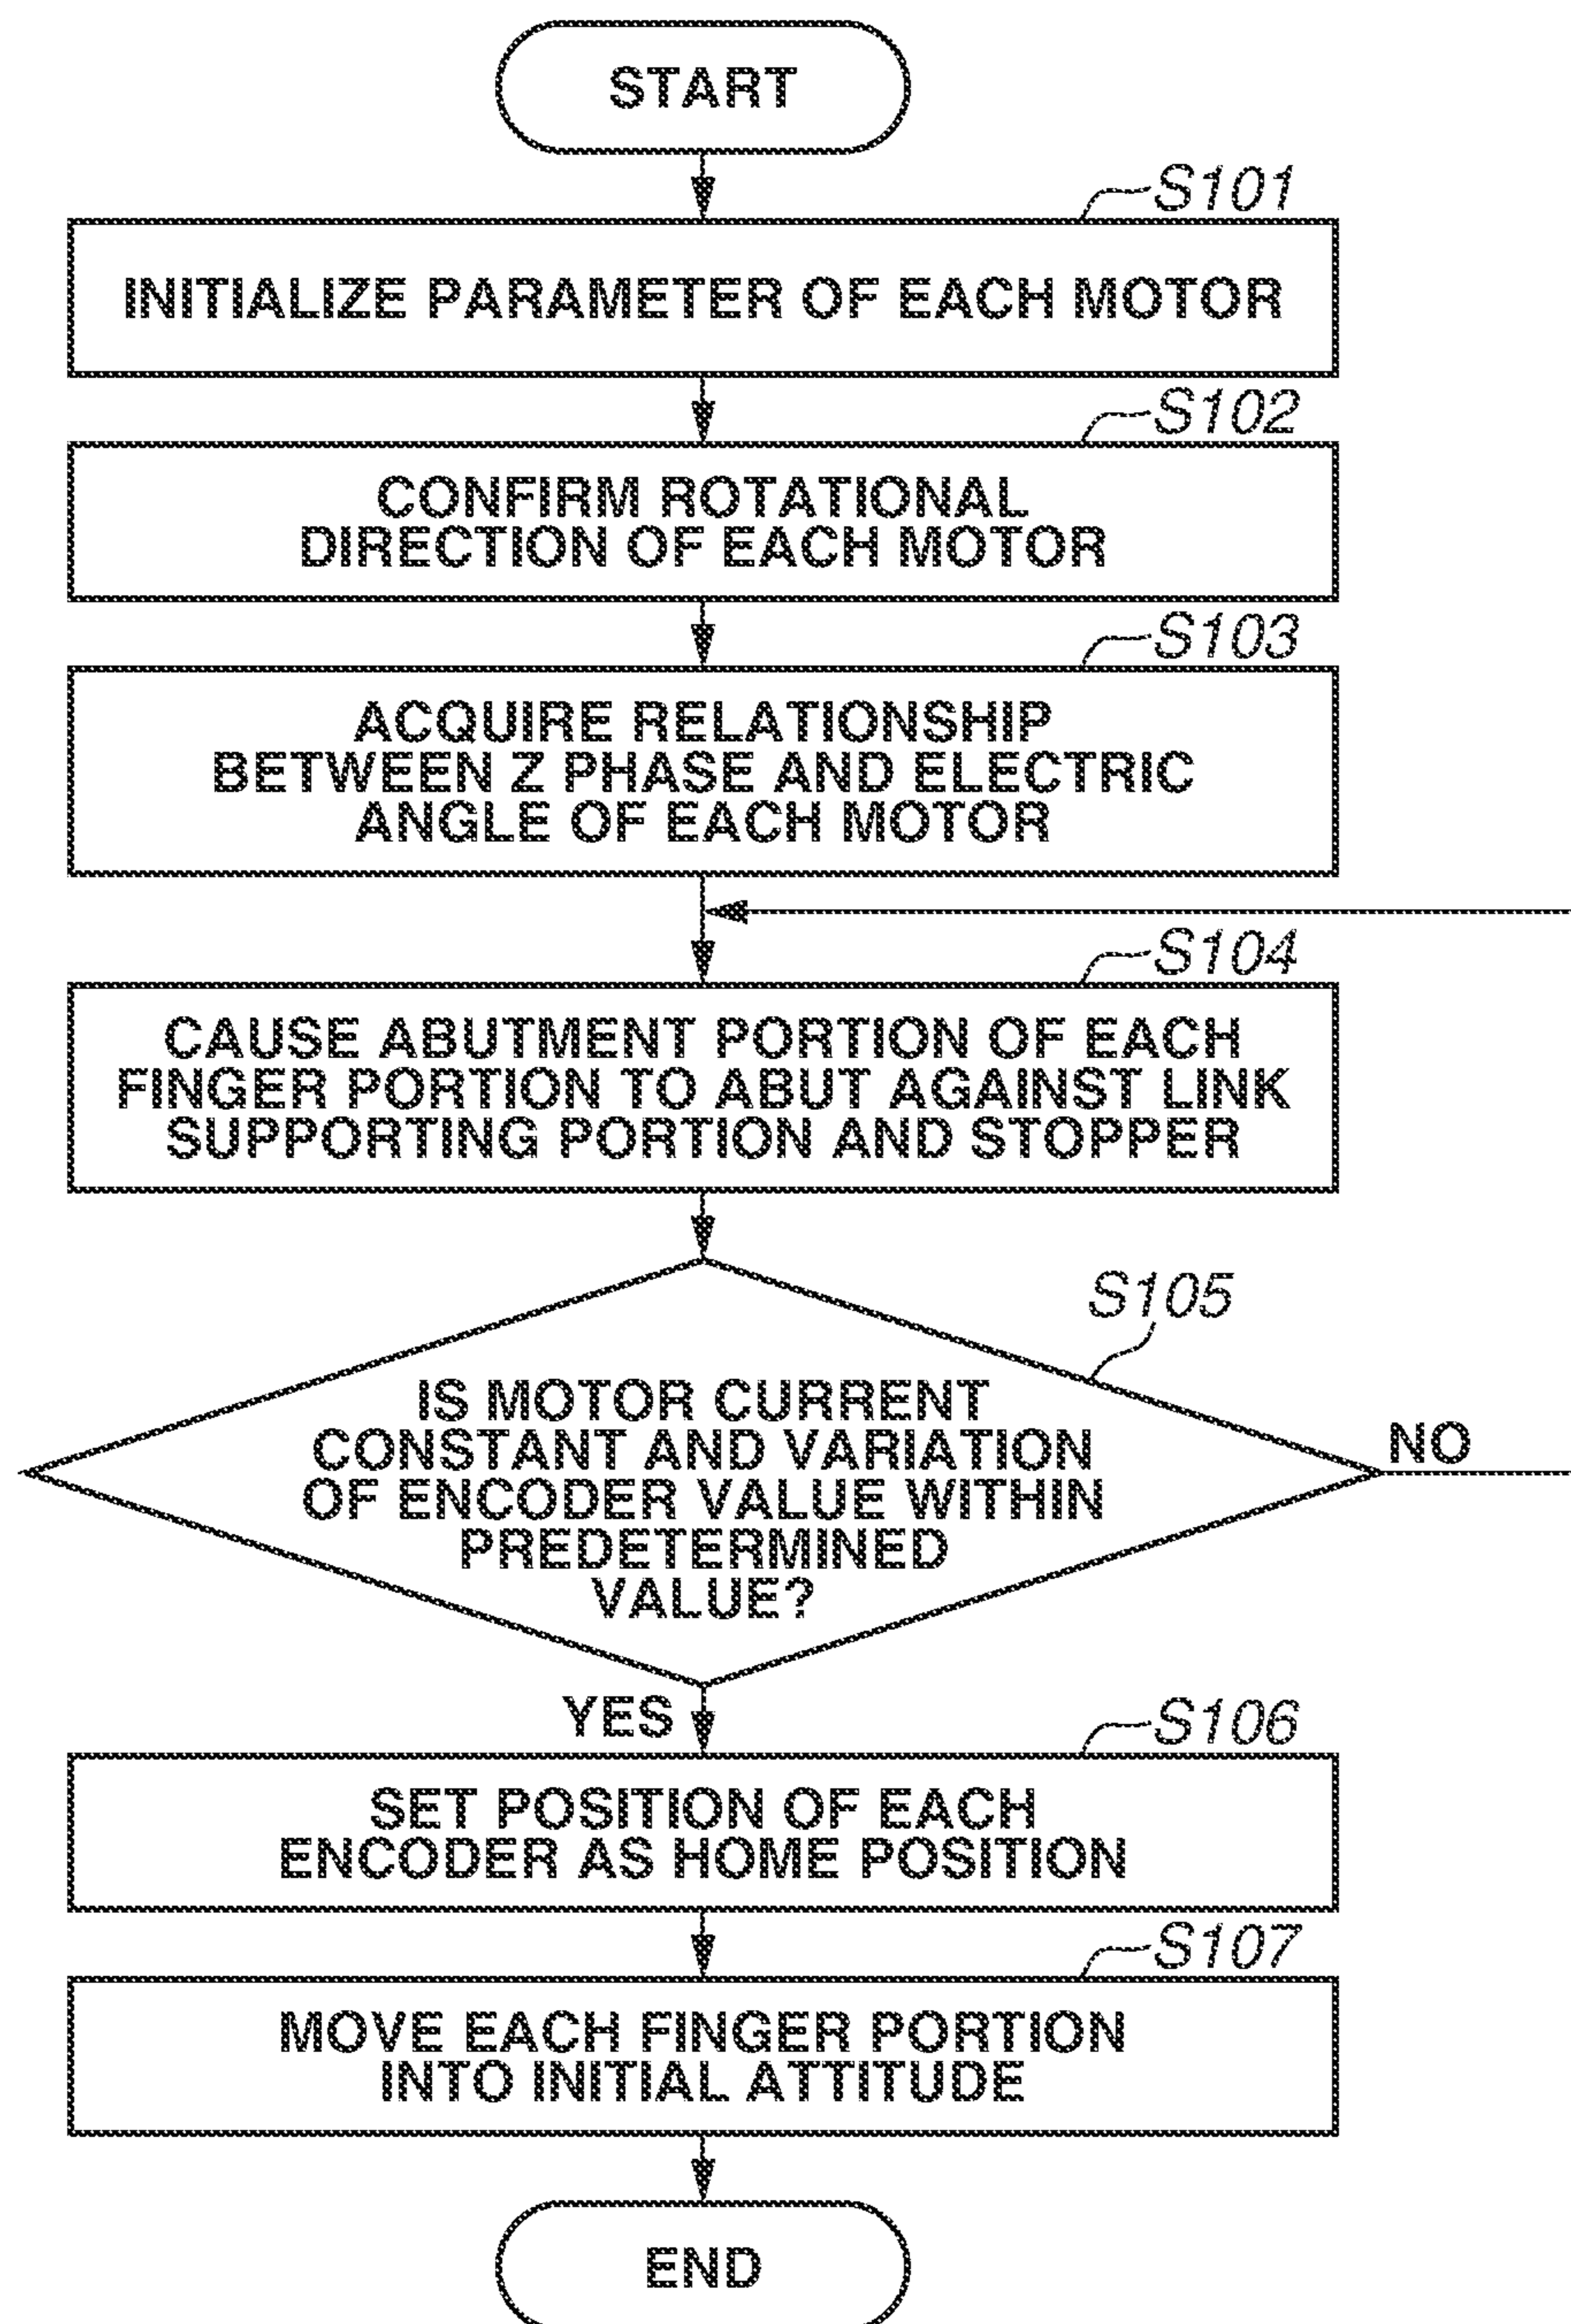 START
S101
INITIALIZE PARAMETER OF EACH MOTOR
S102
CONFIRM ROTATIONAL
DIRECTION OF EACH MOTOR
S103
ACQUIRE RELATIONSHIP
BETWEEN Z PHASE AND ELECTRIC
ANGLE OF EACH MOTOR
S104
CAUSE ABUTMENT PORTION OF EACH
FINGER PORTION TO ABUT AGAINST LINK
SUPPORTING PORTION AND STOPPER
S105
IS MOTOR CURRENT
CONSTANT AND VARIATION
OF ENCODER VALUE WITHIN
PREDETERMINED
VALUE?
NO
YES
S106
SET POSITION OF EACH
ENCODER AS HOME POSITION
S107
MOVE EACH FINGER PORTION
INTO INITIAL ATTITUDE
END